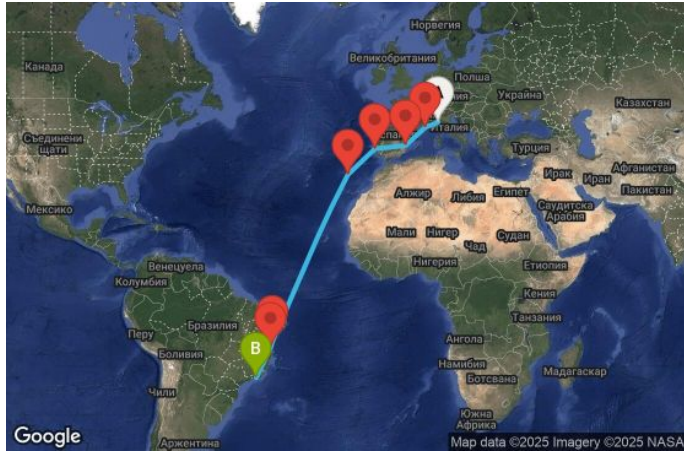 Норвегия
Канада
Великобритания
Полша
Украйна
Казахстан
A
Италия
Съединени
щати
Турция
Мексико
Ирак
Иран
Афганистан
Пакистан
Алжир
Либия
Египет
Саудитска
Арабия
Мали
Нигер
Чад
Судан
Нигерия
Етиопия
Венецуела
Колумбия
Кения
Перу
Бразилия
Танзания
B
Боливия
Ангола
Намибия
Ботсвана
Мадагаскар
Чили
Южна
Африка
Аржентина
Google
Map data ©2025 Imagery ©2025 NASA